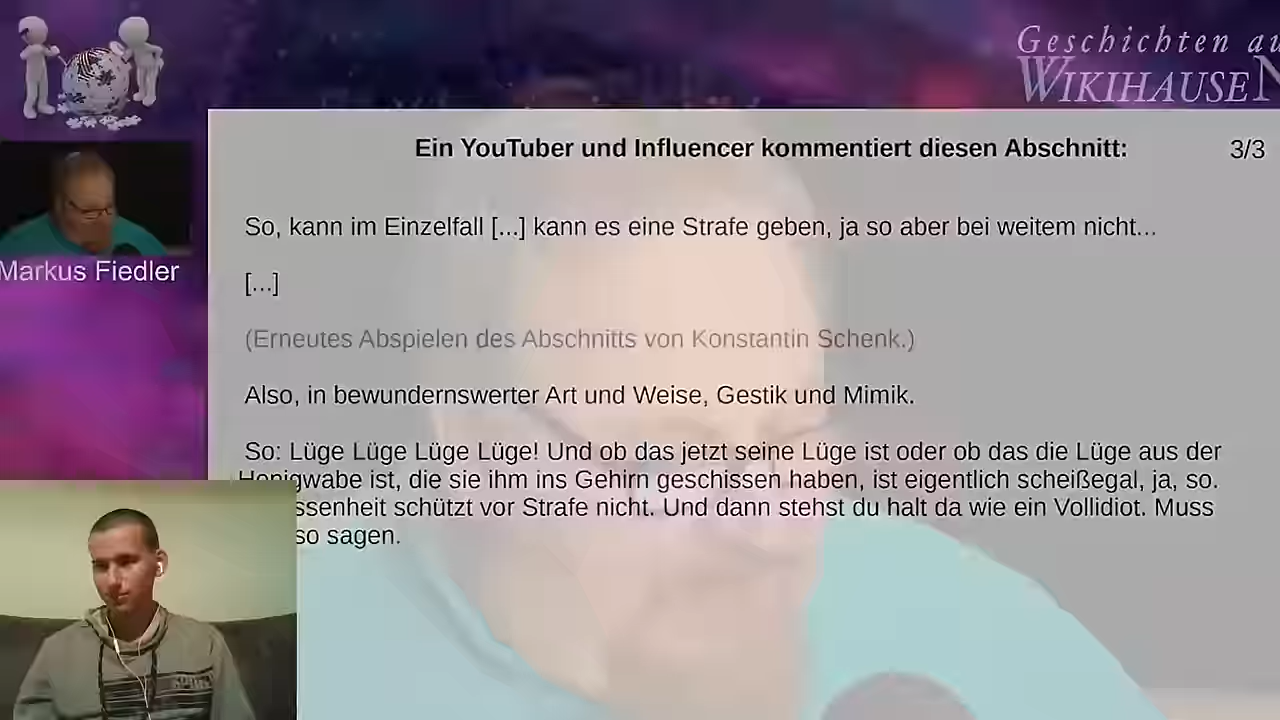 Geschichten au
WIKIHAUSEN
Ein YouTuber und Influencer kommentiert diesen Abschnitt:
3/3
So, kann im Einzelfall [...] kann es eine Strafe geben, ja so aber bei weitem nicht...
[...]
(Erneutes Abspielen des Abschnitts von Konstantin Schenk.)
Also, in bewundernswerter Art und Weise, Gestik und Mimik.
So: Lüge Lüge Lüge Lüge! Und ob das jetzt seine Lüge ist oder ob das die Lüge aus der
Honigwabe ist, die sie ihm ins Gehirn geschissen haben, ist eigentlich scheißegal, ja, so.
ssenheit schützt vor Strafe nicht. Und dann stehst du halt da wie ein Vollidiot. Muss
so sagen.
Markus Fiedler